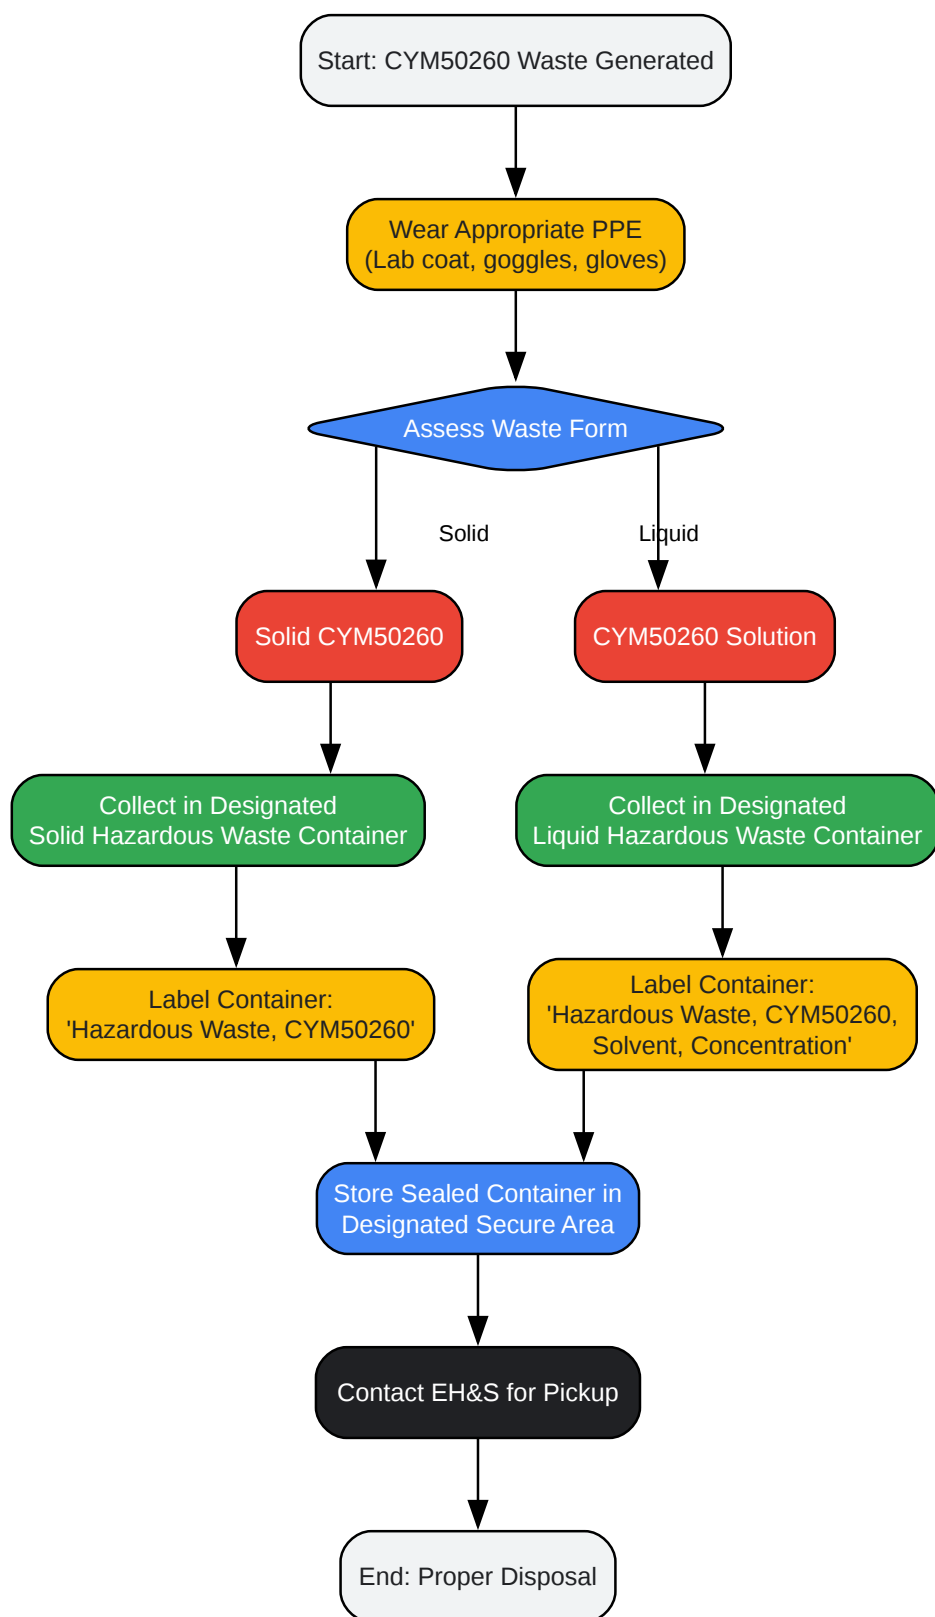 Start: CYM50260 Waste Generated
Wear Appropriate PPE
(Lab coat, goggles, gloves)
Assess Waste Form
Solid
Liquid
Solid CYM50260
CYM50260 Solution
Collect in Designated
Solid Hazardous Waste Container
Collect in Designated
Liquid Hazardous Waste Container
Label Container:
'Hazardous Waste, CYM50260'
Label Container:
'Hazardous Waste, CYM50260,
Solvent, Concentration'
Store Sealed Container in
Designated Secure Area
Contact EH&S for Pickup
End: Proper Disposal